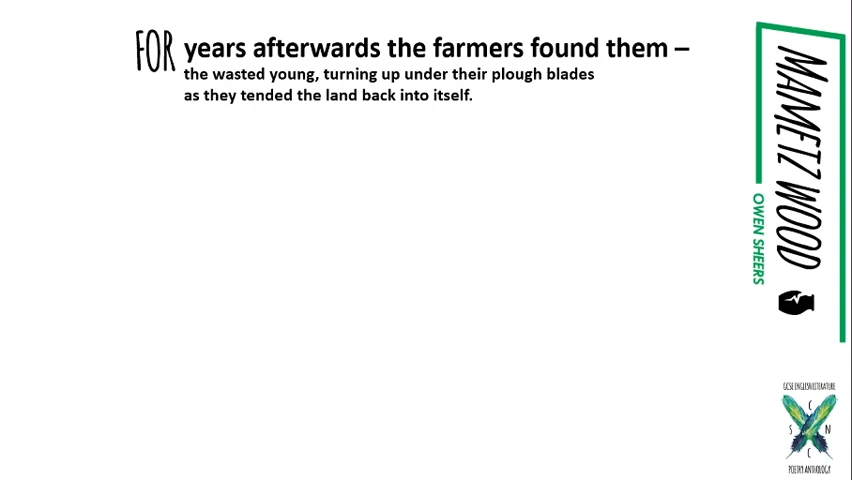 FOR years afterwards the farmers found them –
the wasted young, turning up under their plough blades
as they tended the land back into itself.
MAMETZ WOOD
OWEN SHEERS
GCSE ENGLISH LITERATURE
C
S N
C
POETRY ANTHOLOGY